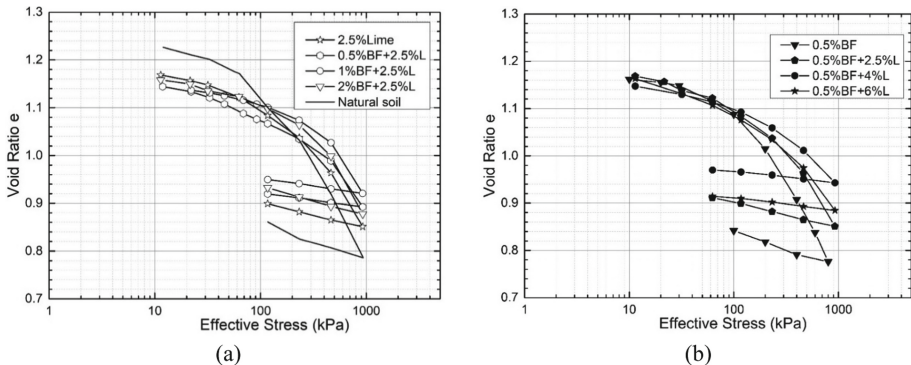 1.3
1.2
1.1
1.0
0.9
0.8
0.7
Void Ratio e
1
10
100
1000
Effective Stress (kPa)
2.5%Lime
0.5%BF+2.5%L
1%BF+2.5%L
2%BF+2.5%L
Natural soil
(a)
1.3
1.2
1.1
1.0
0.9
0.8
0.7
Void Ratio e
1
10
100
1000
Effective Stress (kPa)
0.5%BF
0.5%BF+2.5%L
0.5%BF+4%L
0.5%BF+6%L
(b)